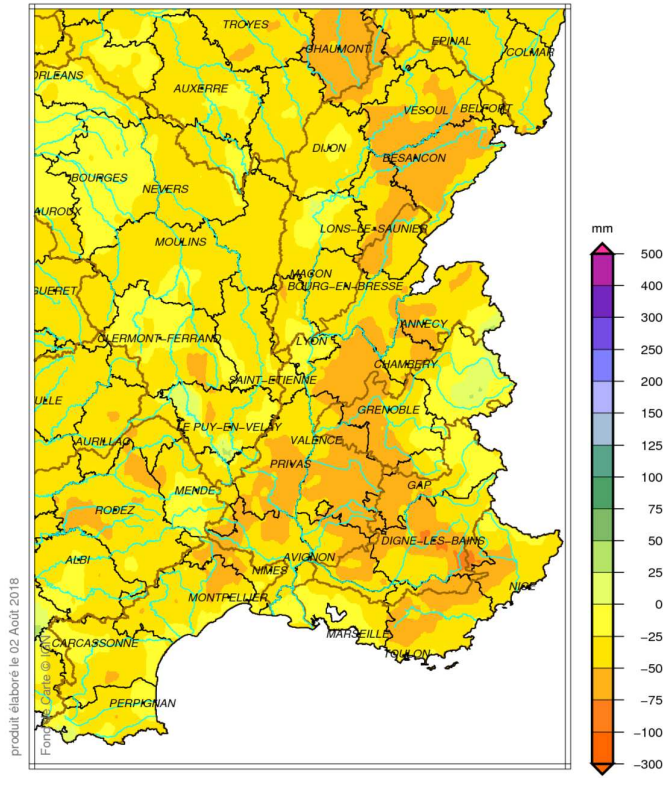 TROYES
CHAUMONT
EPINAL
COLMAR
ORLEANS
AUXERRE
VESOUL
BELFORT
DIJON
BESANCON
BOURGES
NEVERS
AUROUX
LONS-LE-SAUNIER
MOULINS
MACON
BOURG-EN-BRESSE
GUERET
ANNECY
CLERMONT-FERRAND
LYON
CHAMBERY
SAINT-ETIENNE
ULLE
GRENOBLE
LE PUY-EN-VELAY
AURILLAC
VALENCE
PRIVAS
GAP
MENDE
RODEZ
DIGNE-LES-BAINS
ALBI
AVIGNON
NIMES
NICE
MONTPELLIER
MARSEILLE
CARCASSONNE
TOULON
PERPIGNAN
mm
500
400
300
250
200
150
125
100
75
50
25
0
-25
-50
-75
-100
-300
produit élaboré le 02 Août 2018
Fond de Carte © IGN